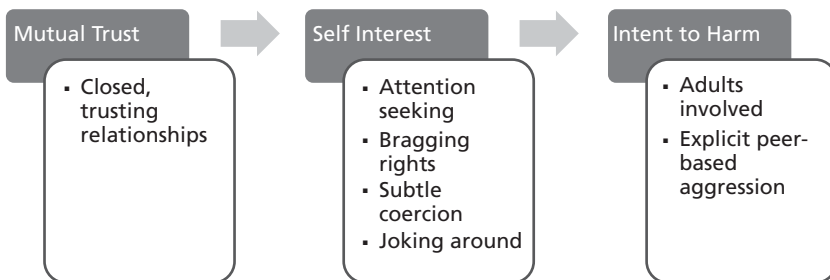 Mutual Trust
▪ Closed,
trusting
relationships
Self Interest
▪ Attention
seeking
▪ Bragging
rights
▪ Subtle
coercion
▪ Joking around
Intent to Harm
▪ Adults
involved
▪ Explicit peer-
based
aggression